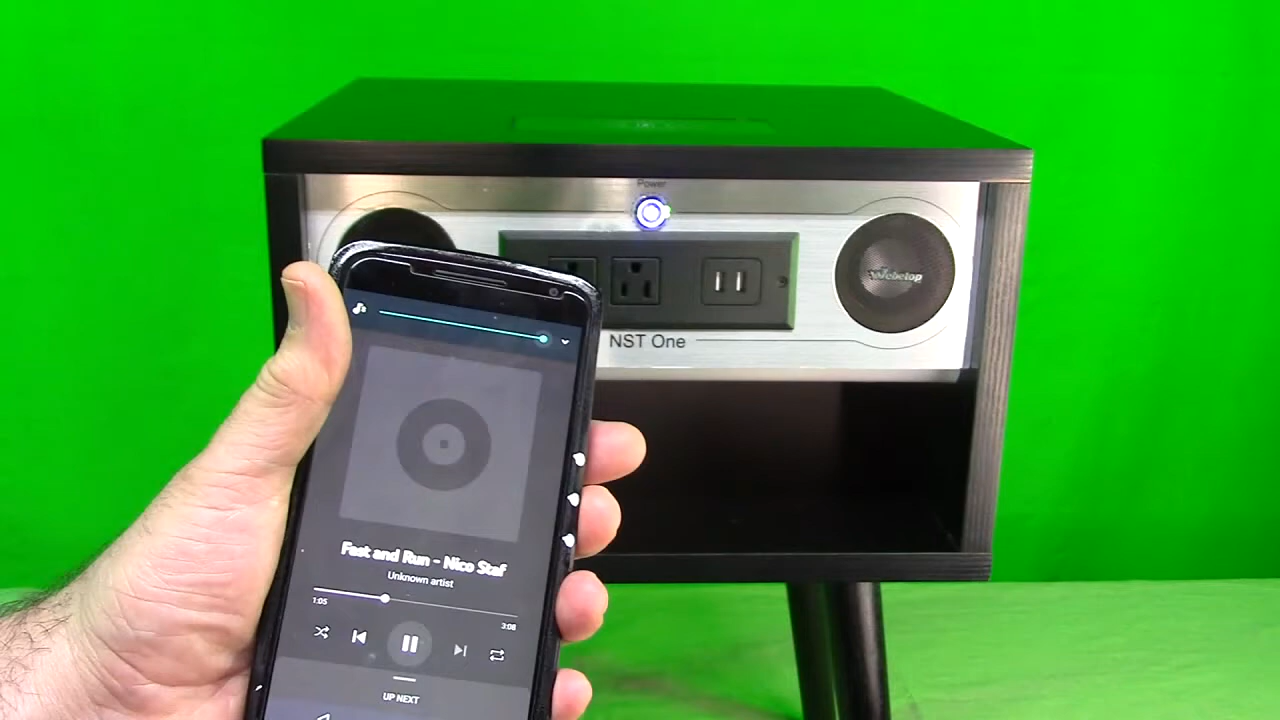 Power
Webetop
NST One
Fast and Run - Nico Staf
Unknown artist
1:05
3:08
UP NEXT